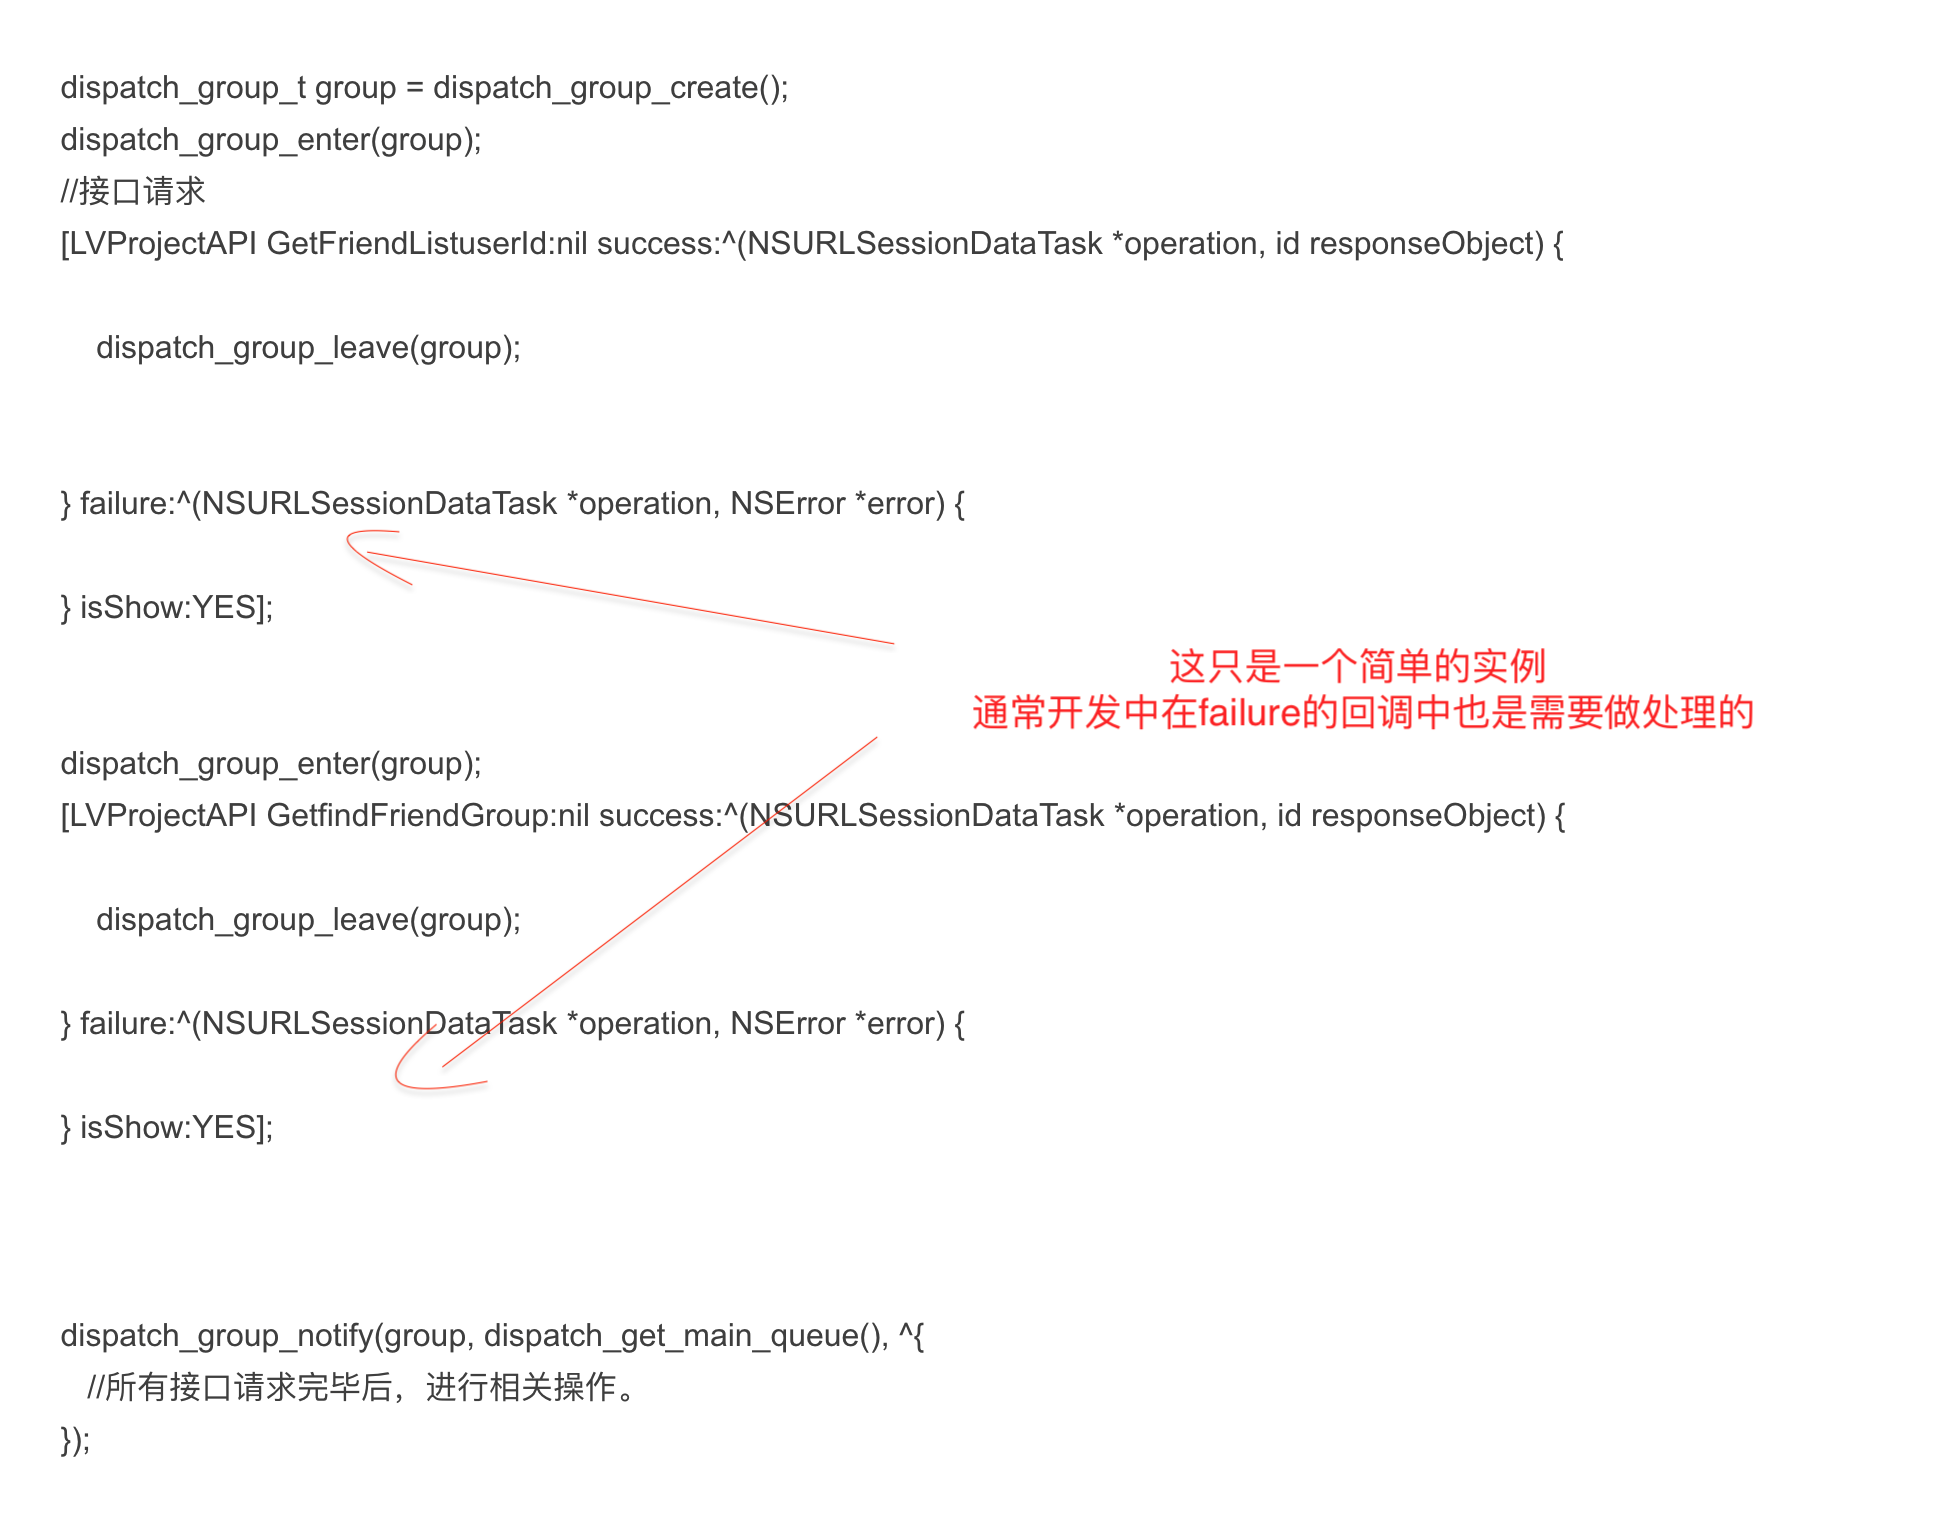 dispatch_group_t group = dispatch_group_create();
dispatch_group_enter(group);
//接口请求
[LVProjectAPI GetFriendListuserId:nil success:^(NSURLSessionDataTask *operation, id responseObject) {
dispatch_group_leave(group);
} failure:^(NSURLSessionDataTask *operation, NSError *error) {
} isShow:YES];
这只是一个简单的实例
通常开发中在failure的回调中也是需要做处理的
dispatch_group_enter(group);
[LVProjectAPI GetfindFriendGroup:nil success:^(NSURLSessionDataTask *operation, id responseObject) {
dispatch_group_leave(group);
} failure:^(NSURLSessionDataTask *operation, NSError *error) {
} isShow:YES];
dispatch_group_notify(group, dispatch_get_main_queue(), ^{
//所有接口请求完毕后，进行相关操作。
});